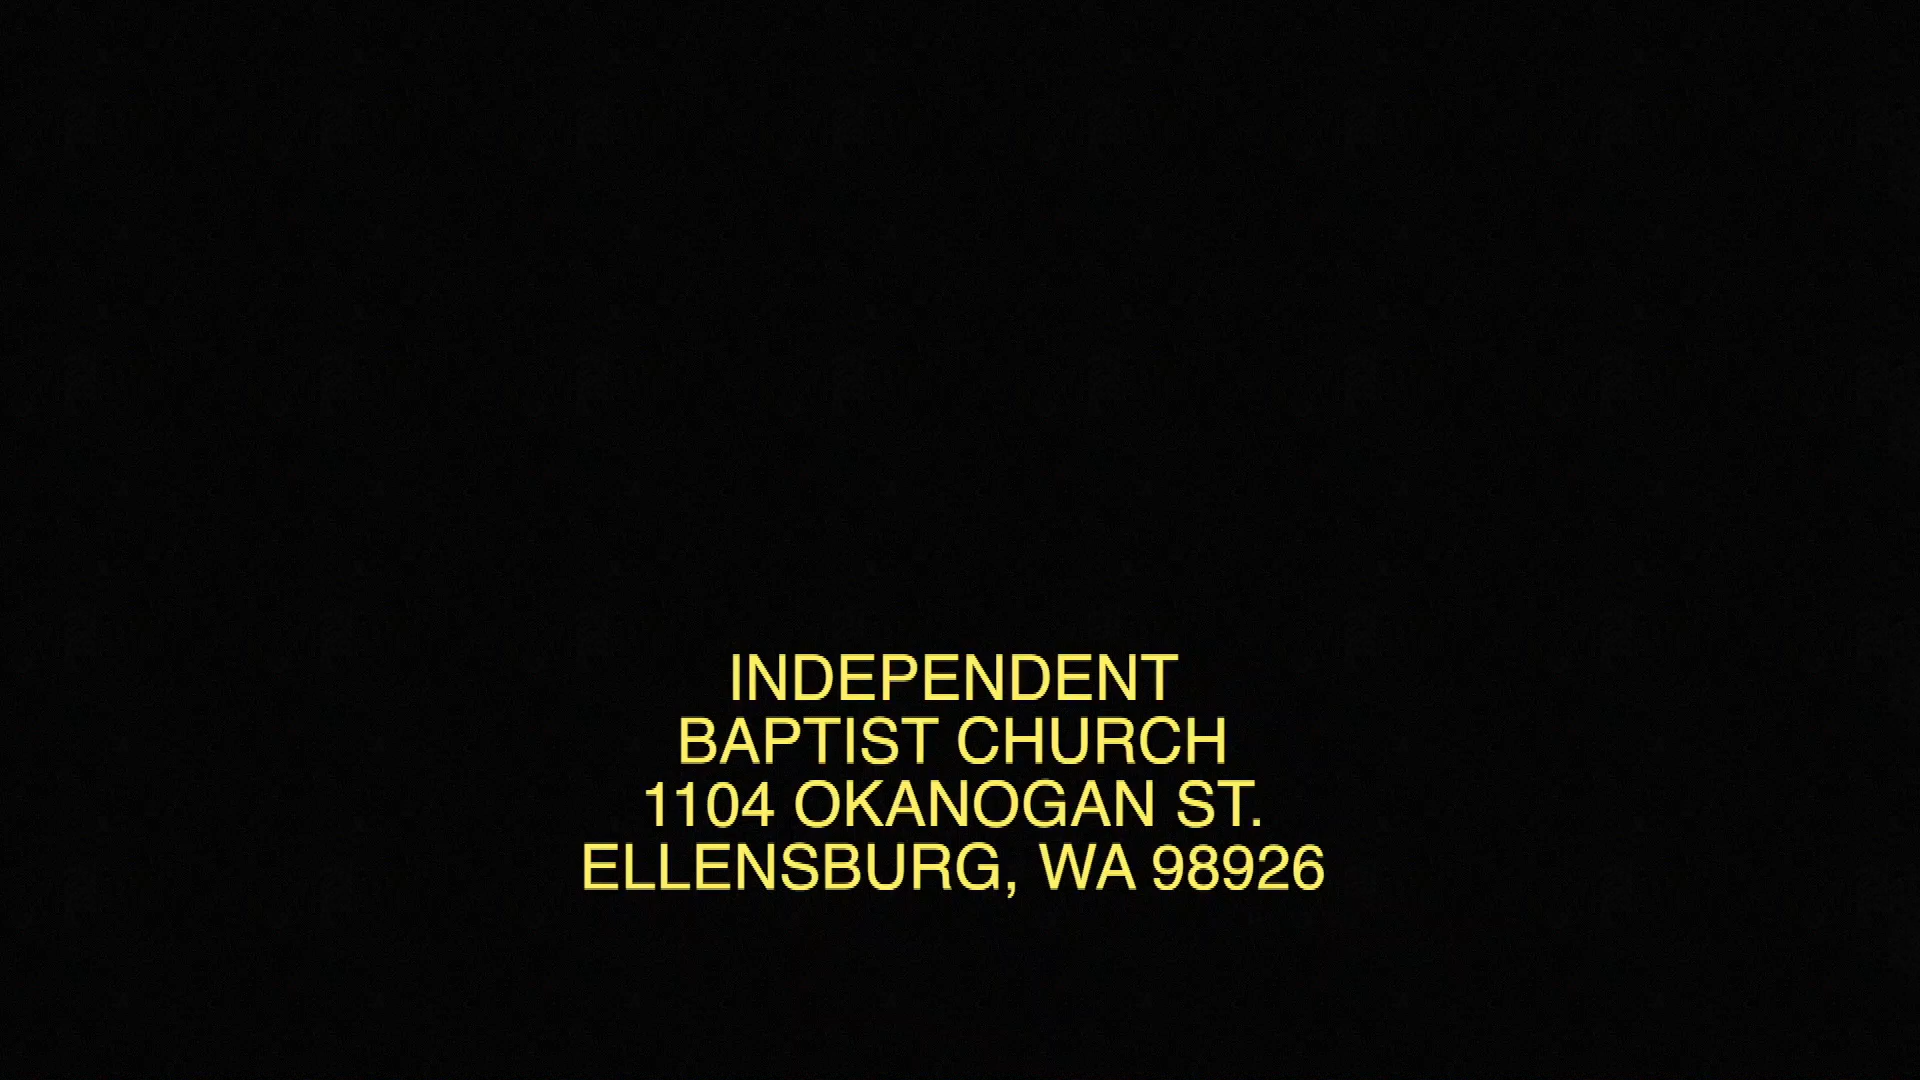 INDEPENDENT
BAPTIST CHURCH
1104 OKANOGAN ST.
ELLENSBURG, WA 98926